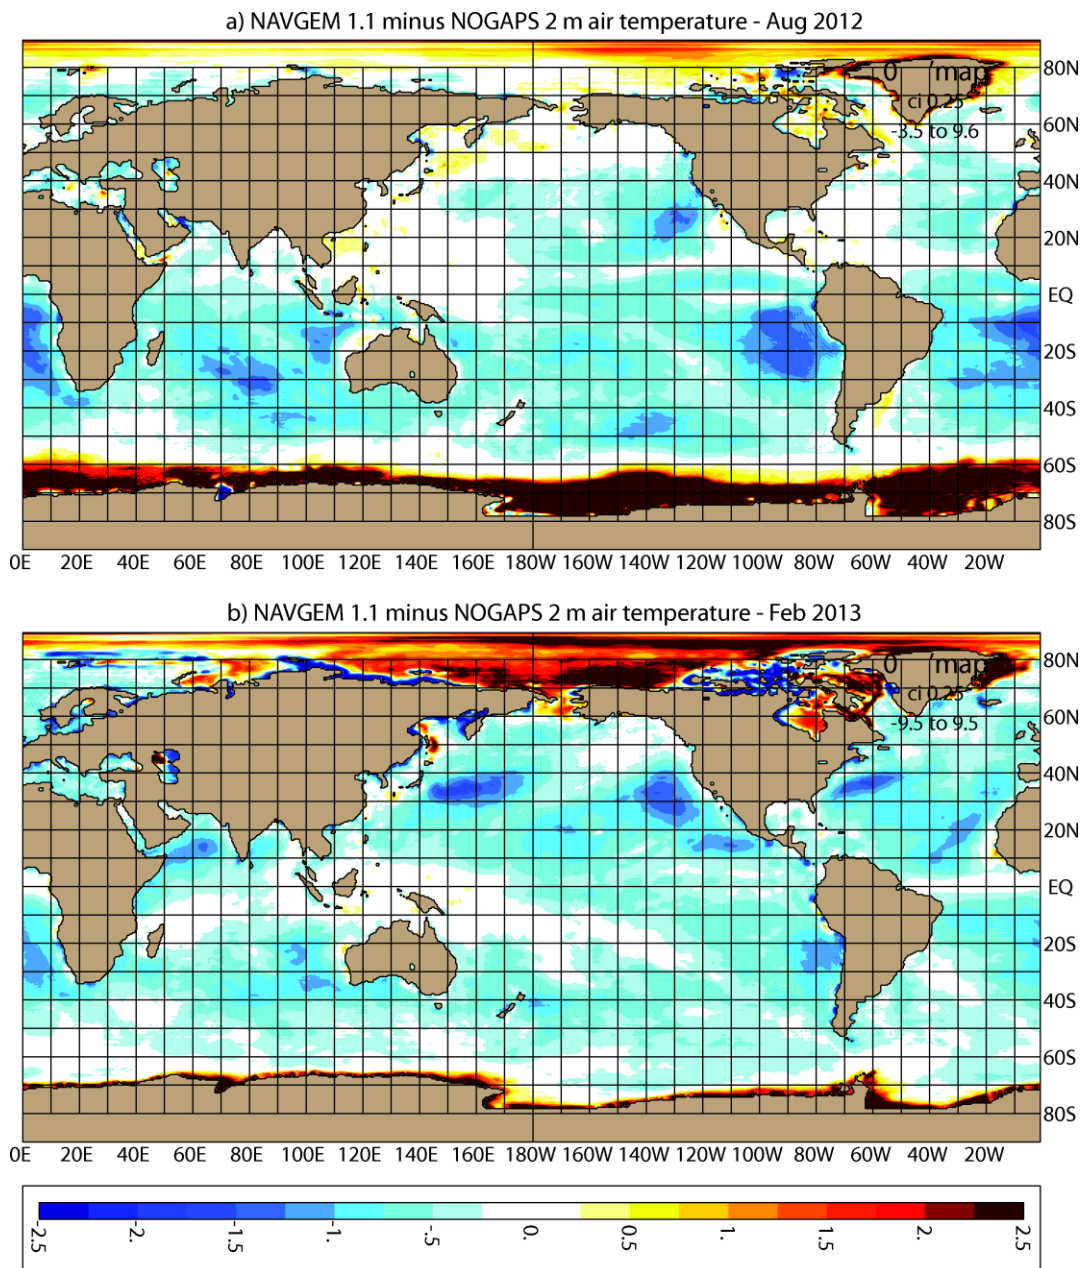 a) NAVGEM 1.1 minus NOGAPS 2 m air temperature - Aug 2012
0 /map 80N
ci 0.25
-3.5 to 9.6 60N
40N
20N
EQ
20S
40S
60S
80S
0E 20E 40E 60E 80E 100E 120E 140E 160E 180W 160W 140W 120W 100W 80W 60W 40W 20W
b) NAVGEM 1.1 minus NOGAPS 2 m air temperature - Feb 2013
0 /map 80N
ci 0.25
-9.5 to 9.5 60N
40N
20N
EQ
20S
40S
60S
80S
0E 20E 40E 60E 80E 100E 120E 140E 160E 180W 160W 140W 120W 100W 80W 60W 40W 20W
-2.5 -2. -1.5 -1. -.5 0. 0.5 1. 1.5 2. 2.5